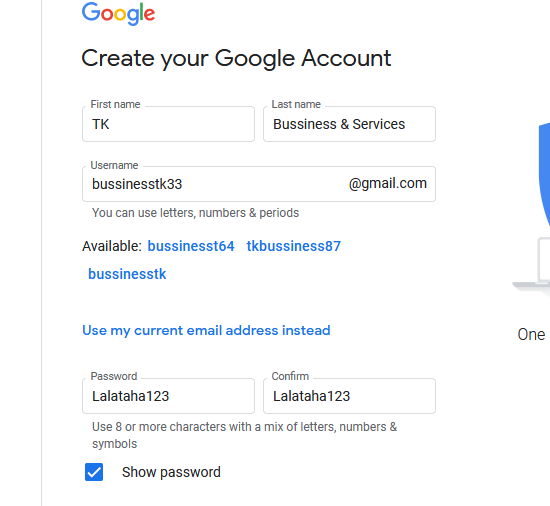 Google
Create your Google Account
First name
Last name
TK
Bussiness & Services
Username
bussinesstk33
@gmail.com
You can use letters, numbers & periods
Available: bussinesst64 tkbussiness87
bussinesstk
Use my current email address instead
One
Password
Confirm
Lalataha123
Lalataha123
Use 8 or more characters with a mix of letters, numbers &
symbols
Show password